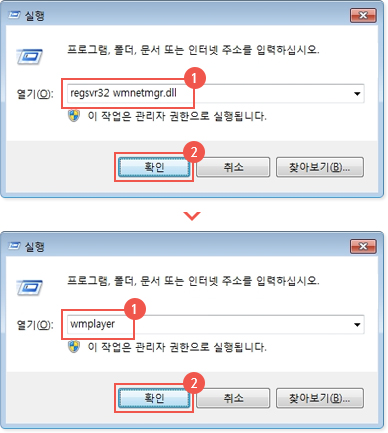 실행
프로그램, 폴더, 문서 또는 인터넷 주소를 입력하십시오.
1
열기(O): regsvr32 wmnetmgr.dll
이 작업은 관리자 권한으로 실행됩니다.
2
확인 취소 찾아보기(B)...
실행
프로그램, 폴더, 문서 또는 인터넷 주소를 입력하십시오.
1
열기(O): wmplayer
이 작업은 관리자 권한으로 실행됩니다.
2
확인 취소 찾아보기(B)...